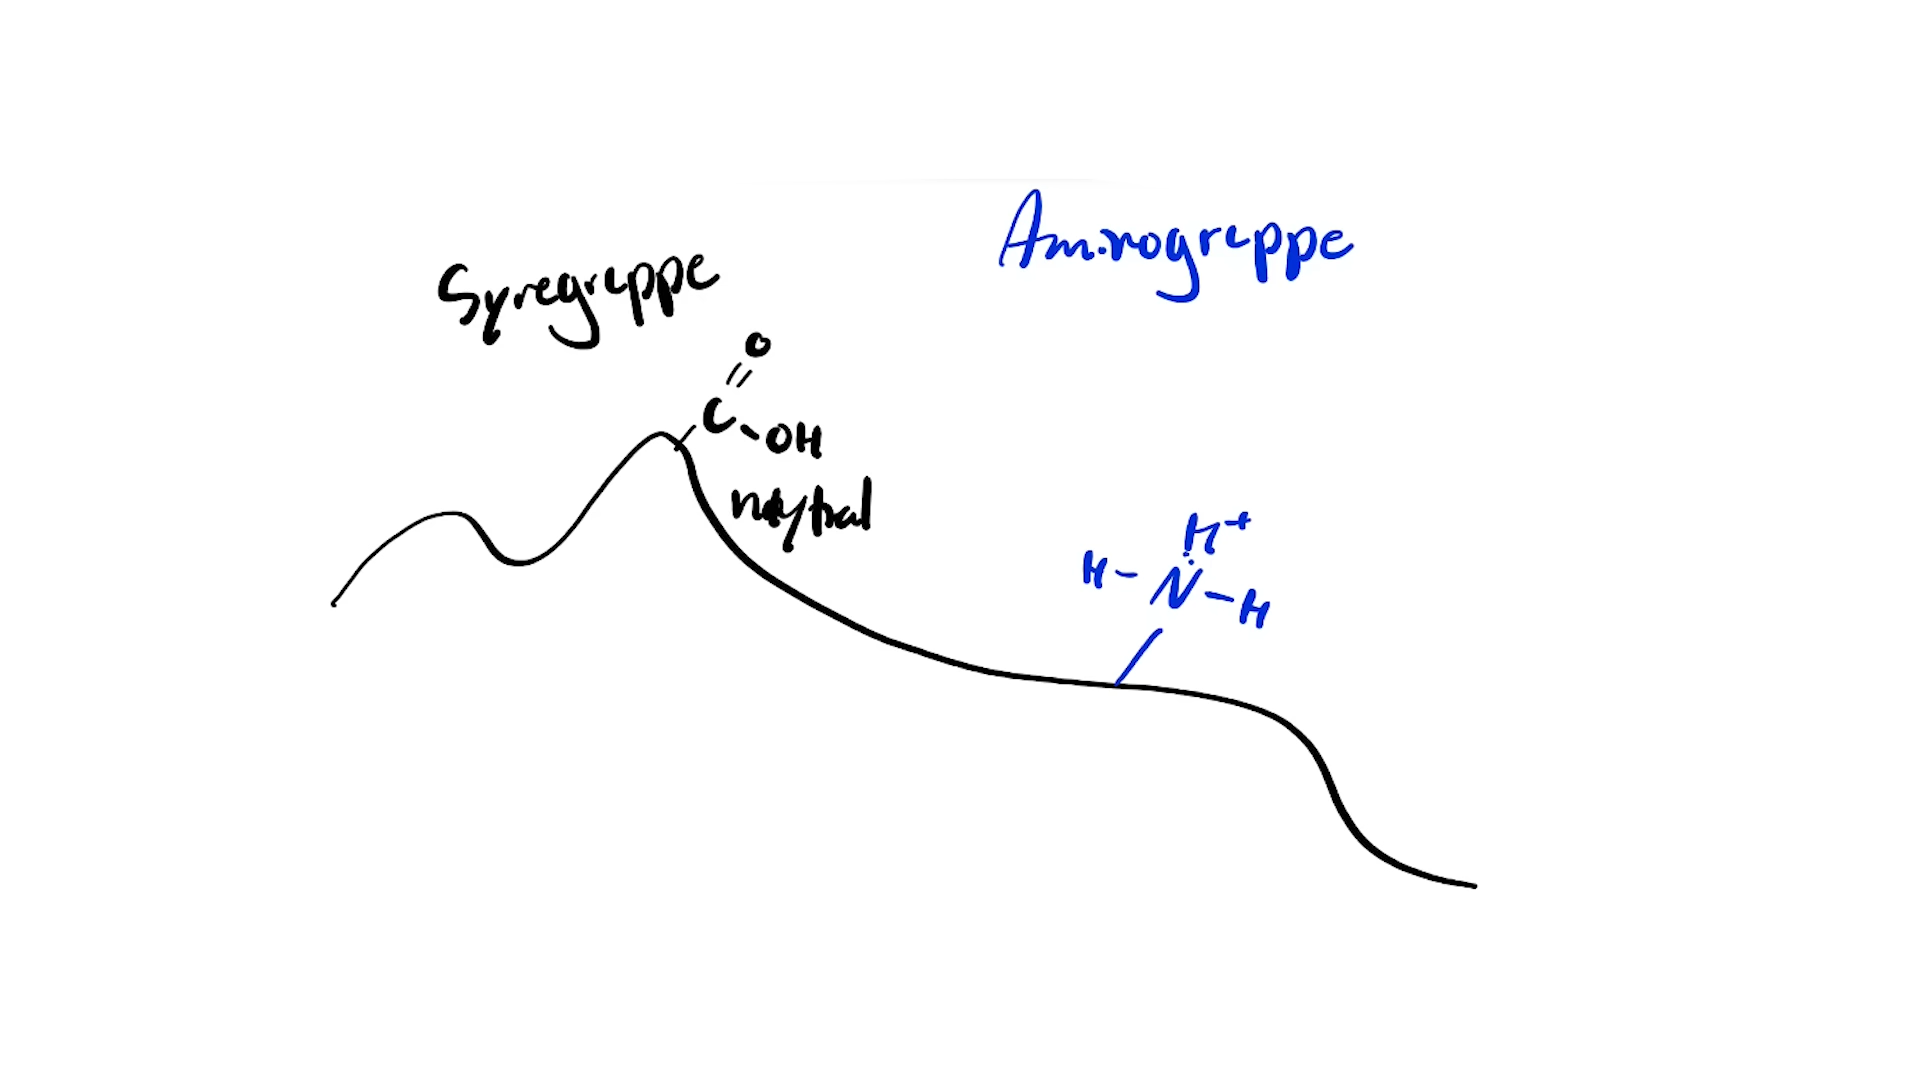 Aminogruppe
Syregruppe
O
C
OH
nøytral
H+
H - N - H